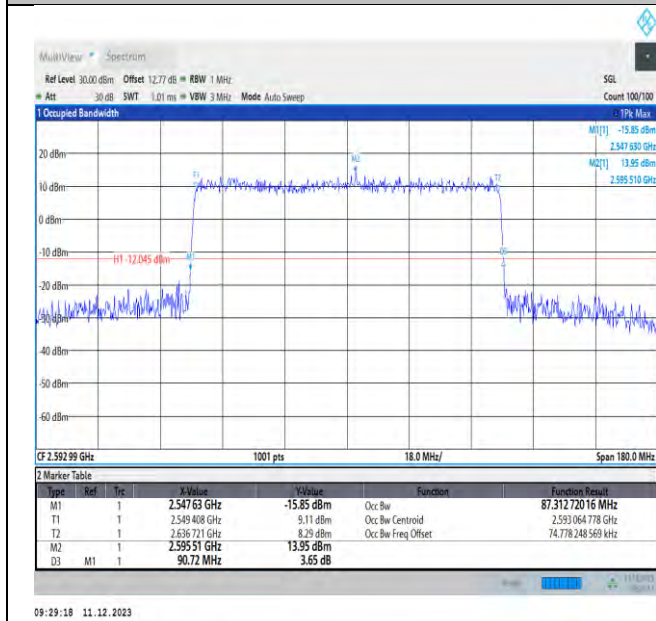 MultiView Spectrum
Ref Level 30.00 dBm Offset 12.77 dB RBW 1 MHz SGL
Att 30 dB SWT 1.01 ms VBW 3 MHz Mode Auto Sweep Count 100/100
1 Occupied Bandwidth 1Pk Max
M1[1] -15.85 dBm
2.547 630 GHz
M2[1] 13.95 dBm
2.595 510 GHz
20 dBm
M2
T1 T2
10 dBm
0 dBm
-10 dBm
H1 -12.045 dBm M1 D3
-20 dBm
-30 dBm
-40 dBm
-50 dBm
-60 dBm
CF 2.592 99 GHz 1001 pts 18.0 MHz/ Span 180.0 MHz
2 Marker Table
Type Ref Trc X-Value Y-Value Function Function Result
M1 1 2.547 63 GHz -15.85 dBm Occ Bw 87.312 720 16 MHz
T1 1 2.549 408 GHz 9.11 dBm Occ Bw Centroid 2.593 064 778 GHz
T2 1 2.636 721 GHz 8.29 dBm Occ Bw Freq Offset 74.778 248 569 kHz
M2 1 2.595 51 GHz 13.95 dBm
D3 M1 1 90.72 MHz 3.65 dB
09:29:18 11.12.2023